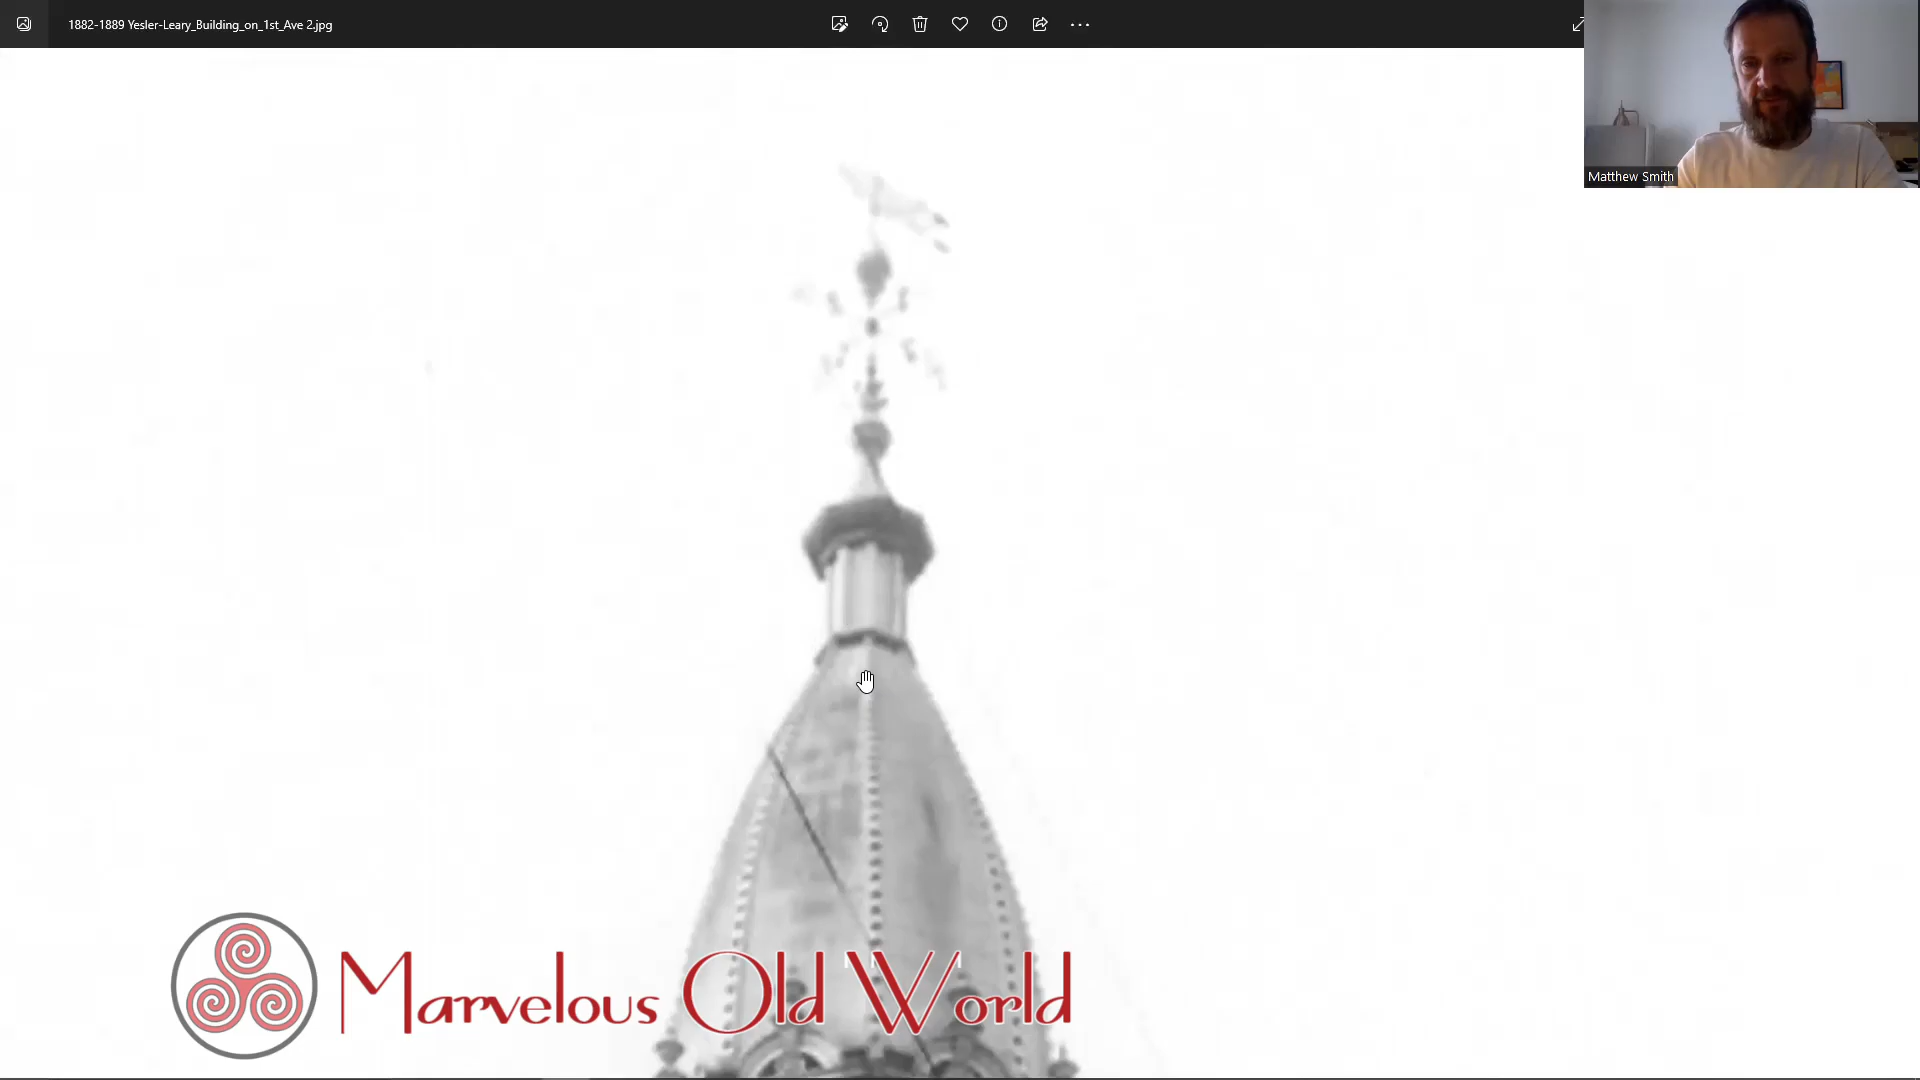 1882-1889 Yesler-Leary_Building_on_1st_Ave 2.jpg
Matthew Smith
Marvelous Old World